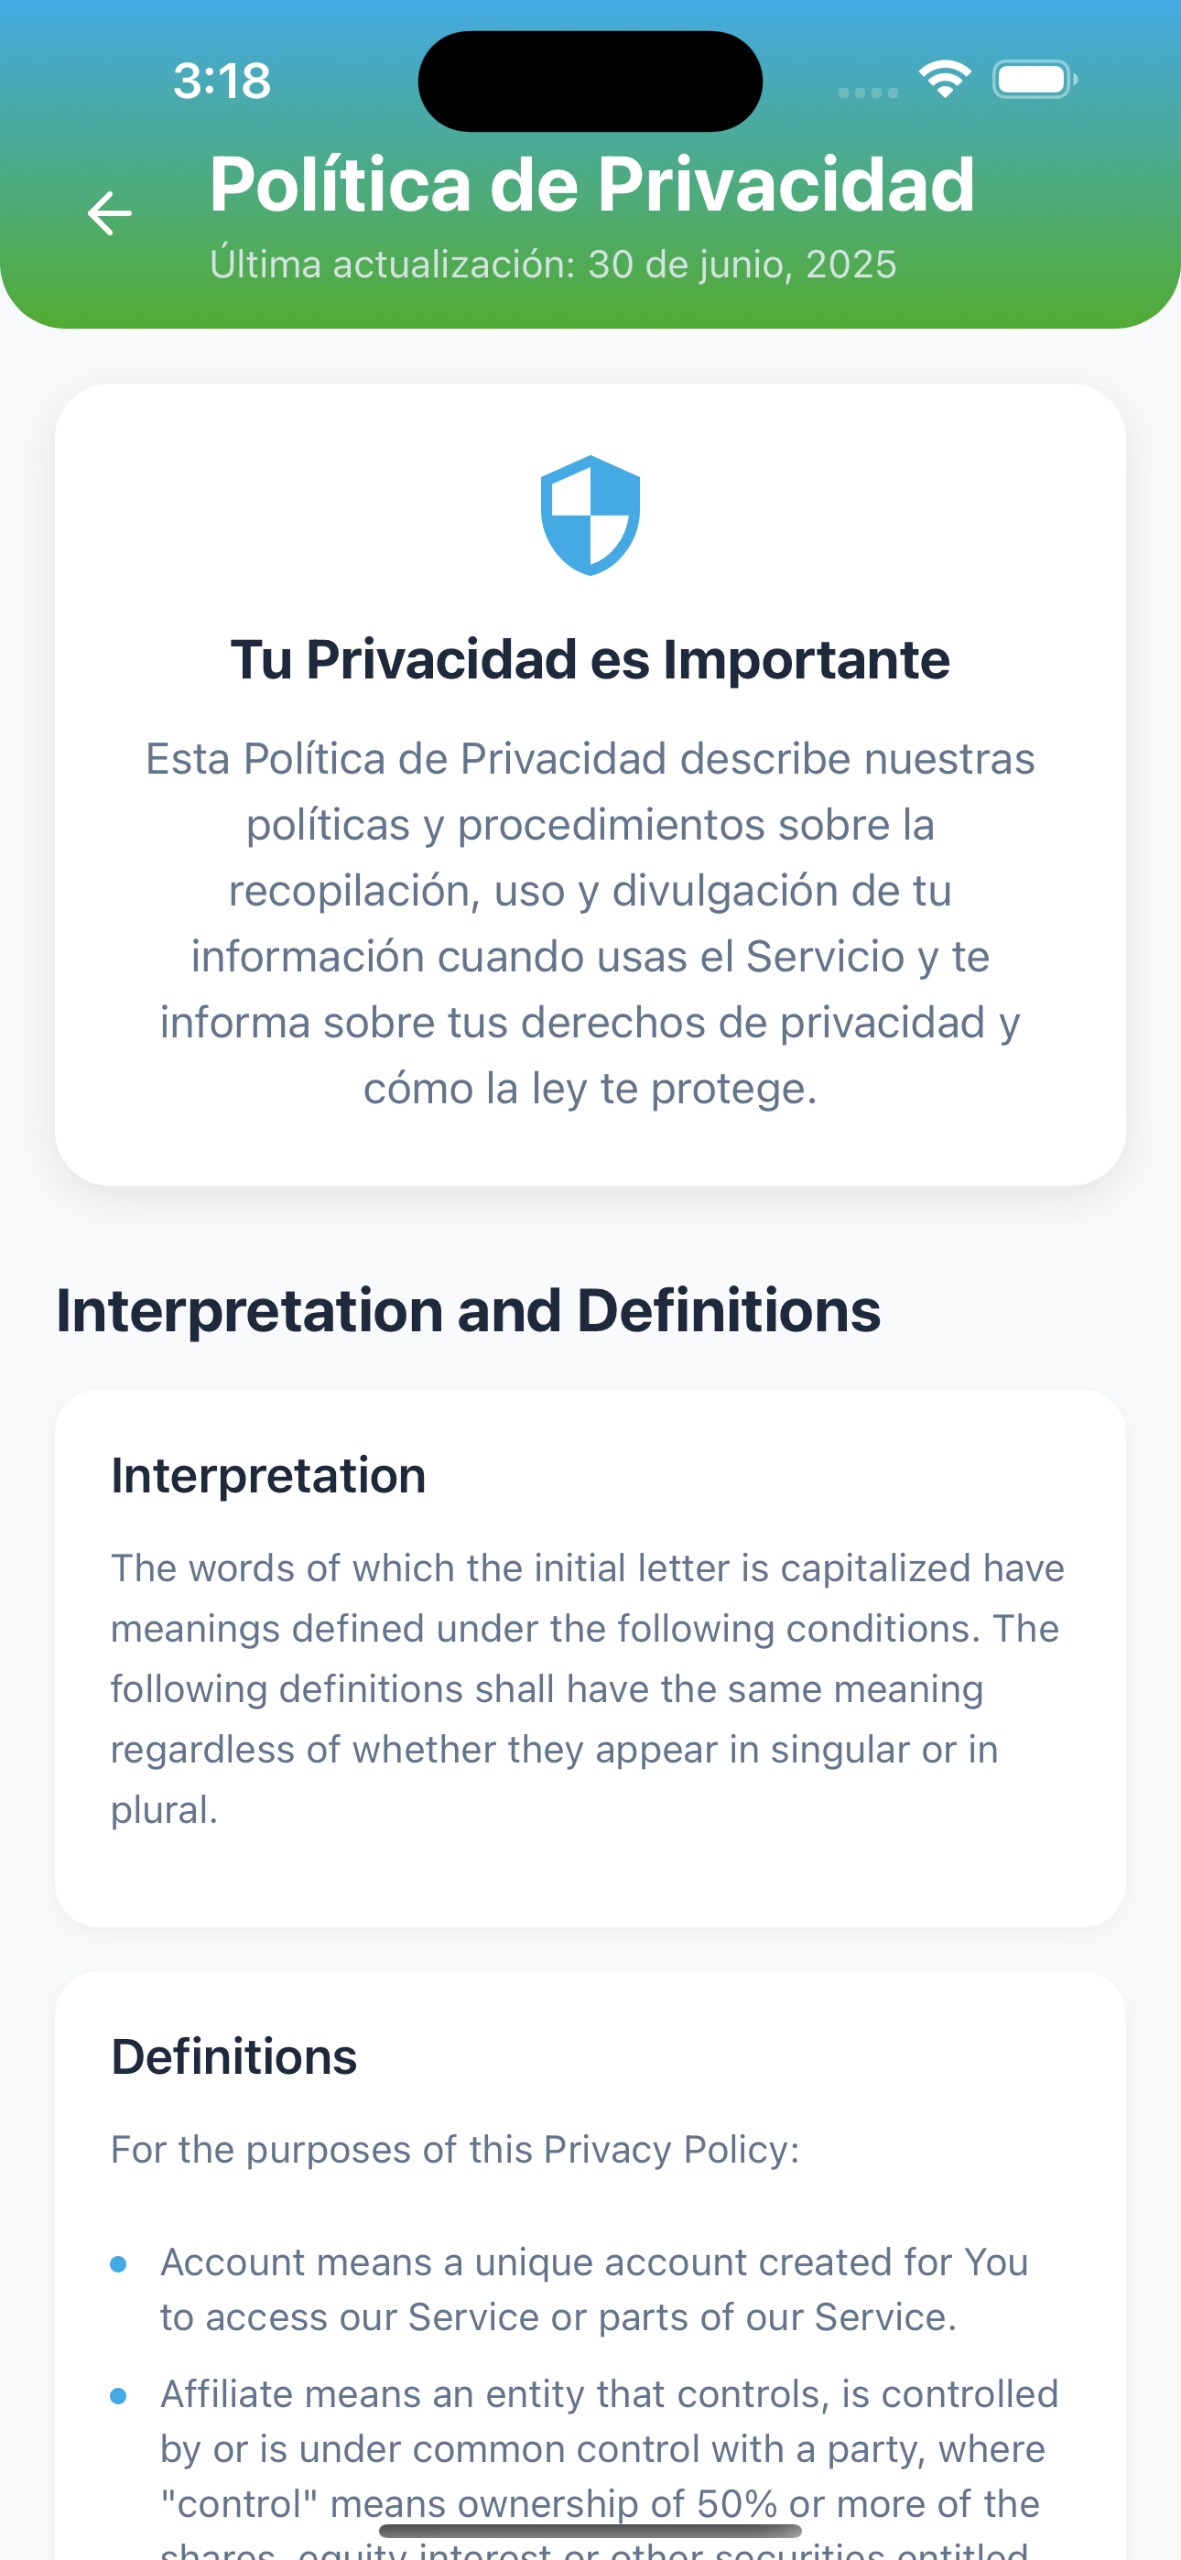 3:18
Política de Privacidad
Última actualización: 30 de junio, 2025
Tu Privacidad es Importante
Esta Política de Privacidad describe nuestras
políticas y procedimientos sobre la
recopilación, uso y divulgación de tu
información cuando usas el Servicio y te
informa sobre tus derechos de privacidad y
cómo la ley te protege.
Interpretation and Definitions
Interpretation
The words of which the initial letter is capitalized have
meanings defined under the following conditions. The
following definitions shall have the same meaning
regardless of whether they appear in singular or in
plural.
Definitions
For the purposes of this Privacy Policy:
Account means a unique account created for You
to access our Service or parts of our Service.
Affiliate means an entity that controls, is controlled
by or is under common control with a party, where
"control" means ownership of 50% or more of the
shares, equity interest or other securities entitled